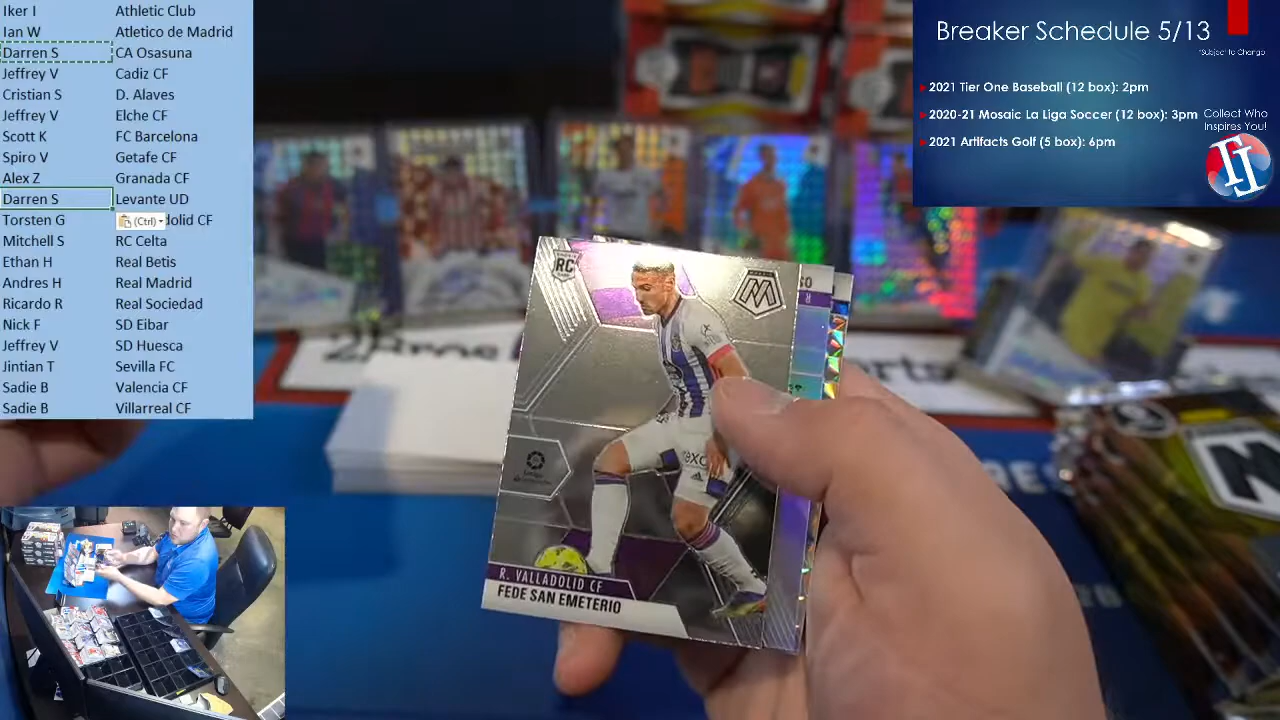 Iker I Athletic Club
Ian W Atletico de Madrid
Darren S CA Osasuna
Jeffrey V Cadiz CF
Cristian S D. Alaves
Jeffrey V Elche CF
Scott K FC Barcelona
Spiro V Getafe CF
Alex Z Granada CF
Darren S Levante UD
Torsten G (Ctrl) dolid CF
Mitchell S RC Celta
Ethan H Real Betis
Andres H Real Madrid
Ricardo R Real Sociedad
Nick F SD Eibar
Jeffrey V SD Huesca
Jintian T Sevilla FC
Sadie B Valencia CF
Sadie B Villarreal CF
Breaker Schedule 5/13
*Subject to Change
2021 Tier One Baseball (12 box): 2pm
2020-21 Mosaic La Liga Soccer (12 box): 3pm
2021 Artifacts Golf (5 box): 6pm
Collect Who
Inspires You!
RC
M
R. VALLADOLID CF
FEDE SAN EMETERIO